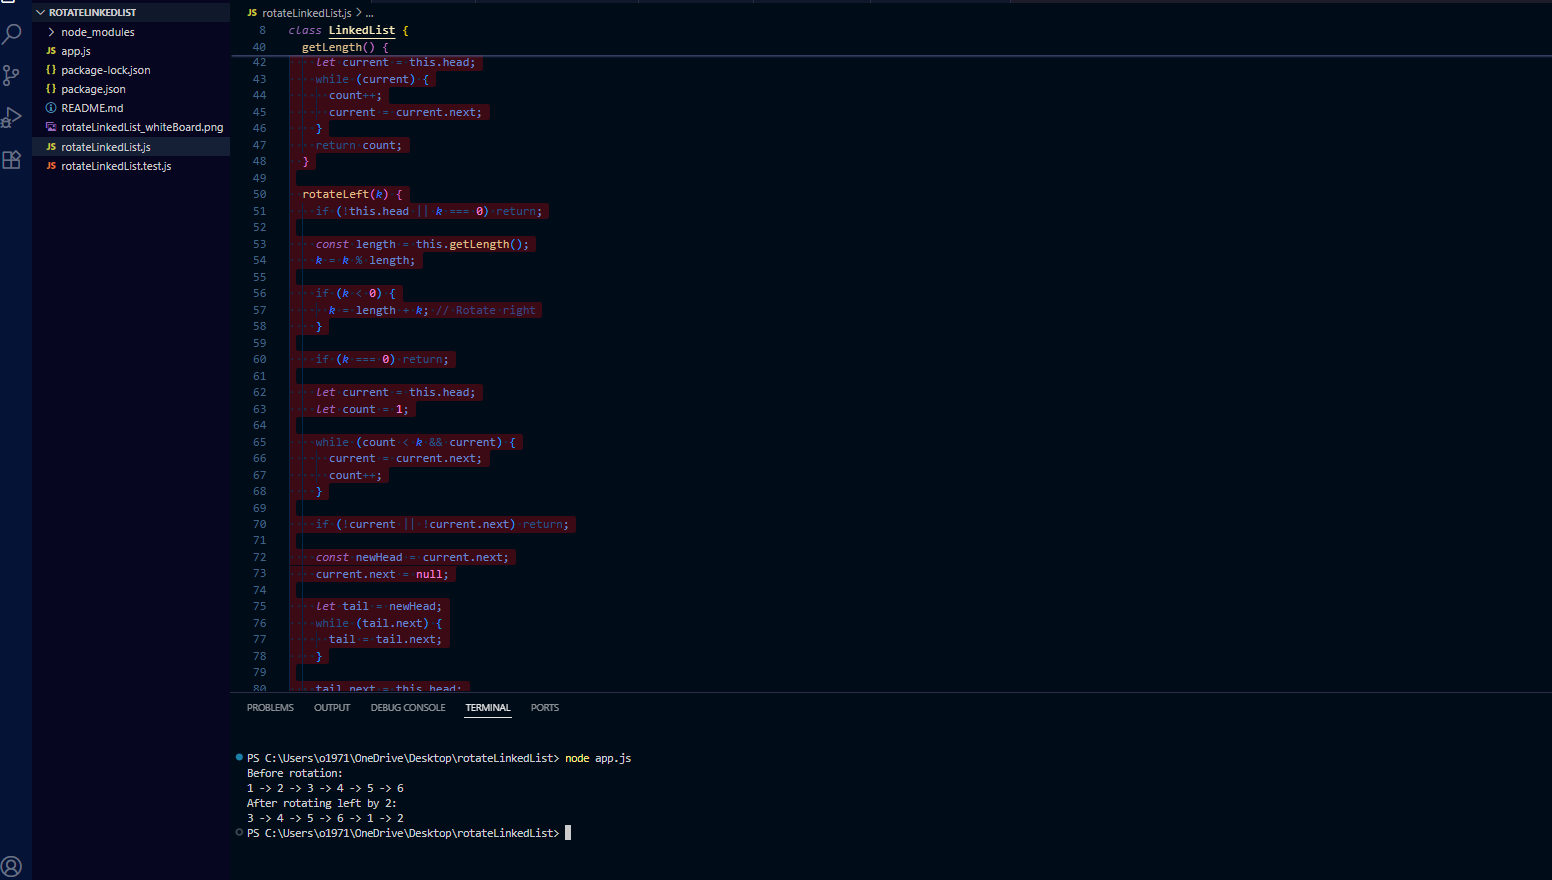 ROTATELINKEDLIST
node_modules
JS app.js
{} package-lock.json
{} package.json
README.md
rotateLinkedList_whiteBoard.png
JS rotateLinkedList.js
JS rotateLinkedList.test.js
JS rotateLinkedList.js > ...
8 class LinkedList {
40 getLength() {
42 let current = this.head;
43 while (current) {
44 count++;
45 current = current.next;
46 }
47 return count;
48 }
49
50 rotateLeft(k) {
51 if (!this.head || k === 0) return;
52
53 const length = this.getLength();
54 k = k % length;
55
56 if (k < 0) {
57 k = length + k; // Rotate right
58 }
59
60 if (k === 0) return;
61
62 let current = this.head;
63 let count = 1;
64
65 while (count < k && current) {
66 current = current.next;
67 count++;
68 }
69
70 if (!current || !current.next) return;
71
72 const newHead = current.next;
73 current.next = null;
74
75 let tail = newHead;
76 while (tail.next) {
77 tail = tail.next;
78 }
79
80 tail.next = this.head;
PROBLEMS OUTPUT DEBUG CONSOLE TERMINAL PORTS
PS C:\Users\o1971\OneDrive\Desktop\rotateLinkedList> node app.js
Before rotation:
1 -> 2 -> 3 -> 4 -> 5 -> 6
After rotating left by 2:
3 -> 4 -> 5 -> 6 -> 1 -> 2
PS C:\Users\o1971\OneDrive\Desktop\rotateLinkedList>